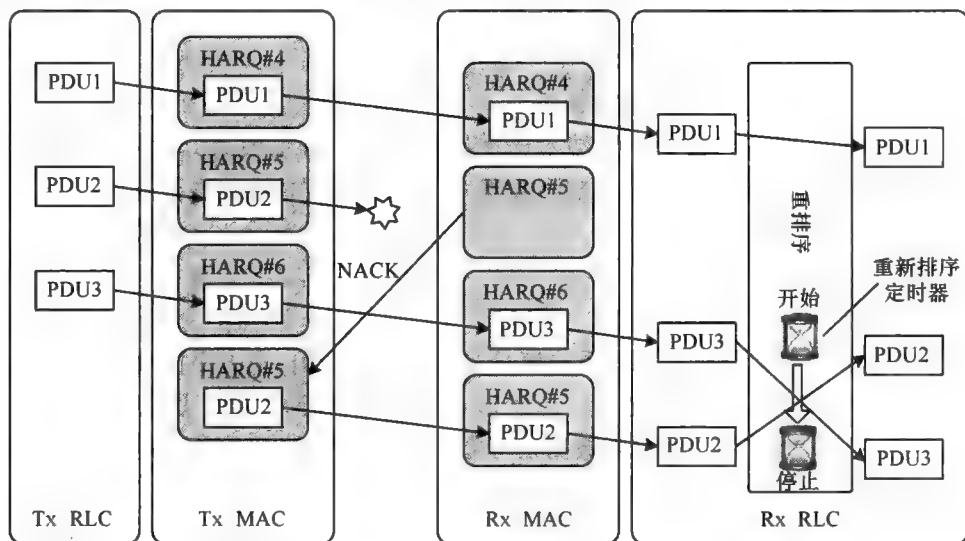 PDU1
PDU2
PDU3
Tx RLC
HARQ#4
PDU1
HARQ#5
PDU2
HARQ#6
PDU3
HARQ#5
PDU2
Tx MAC
NACK
HARQ#4
PDU1
HARQ#5
HARQ#6
PDU3
HARQ#5
PDU2
Rx MAC
PDU1
PDU3
PDU2
重排序
开始
停止
重新排序
定时器
PDU1
PDU2
PDU3
Rx RLC